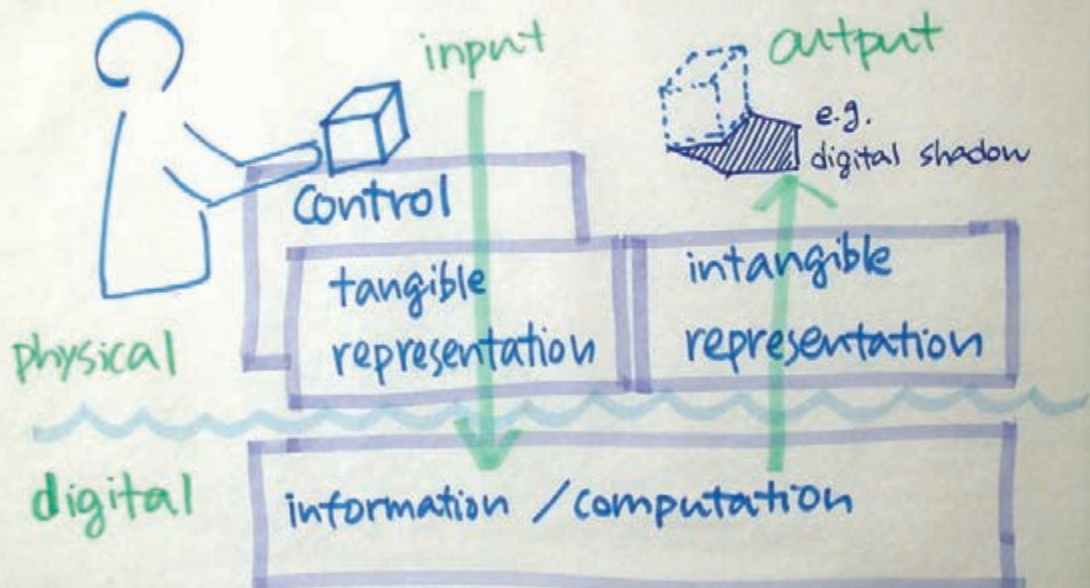 input
output
e.g.
digital shadow
control
tangible
representation
intangible
representation
physical
digital
information / computation